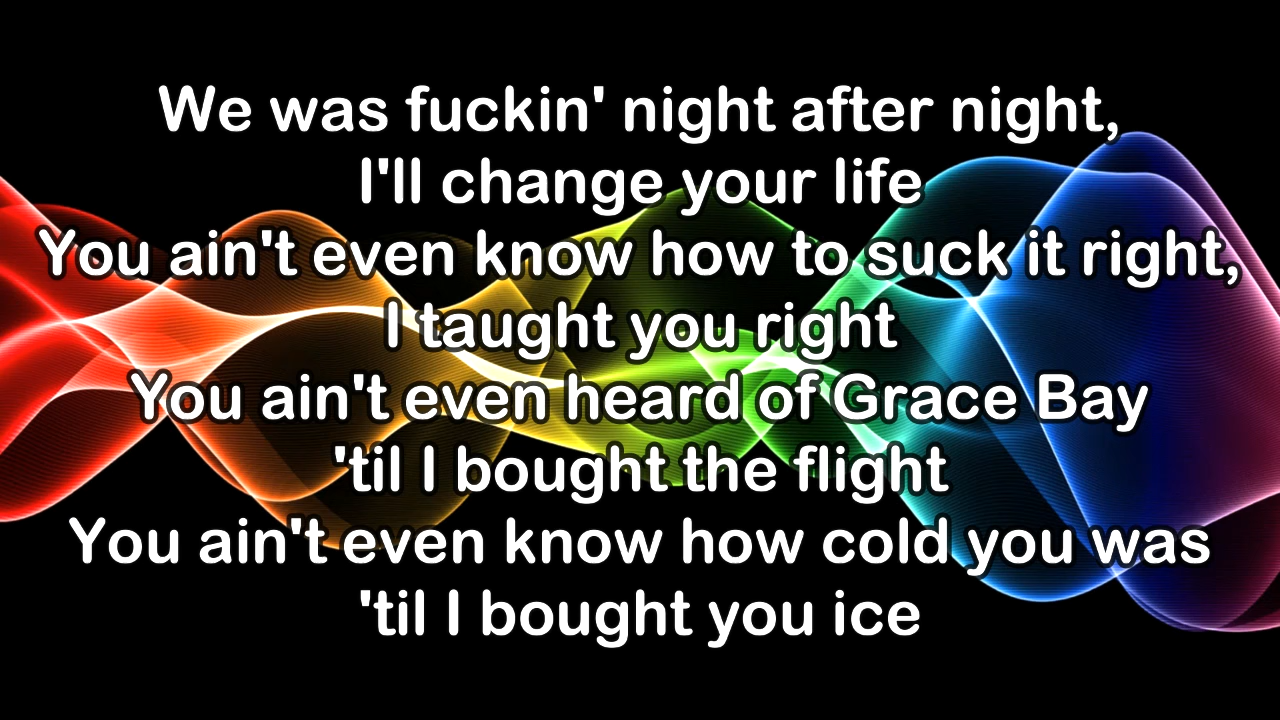 We was fuckin' night after night,
I'll change your life
You ain't even know how to suck it right,
I taught you right
You ain't even heard of Grace Bay
'til I bought the flight
You ain't even know how cold you was
'til I bought you ice